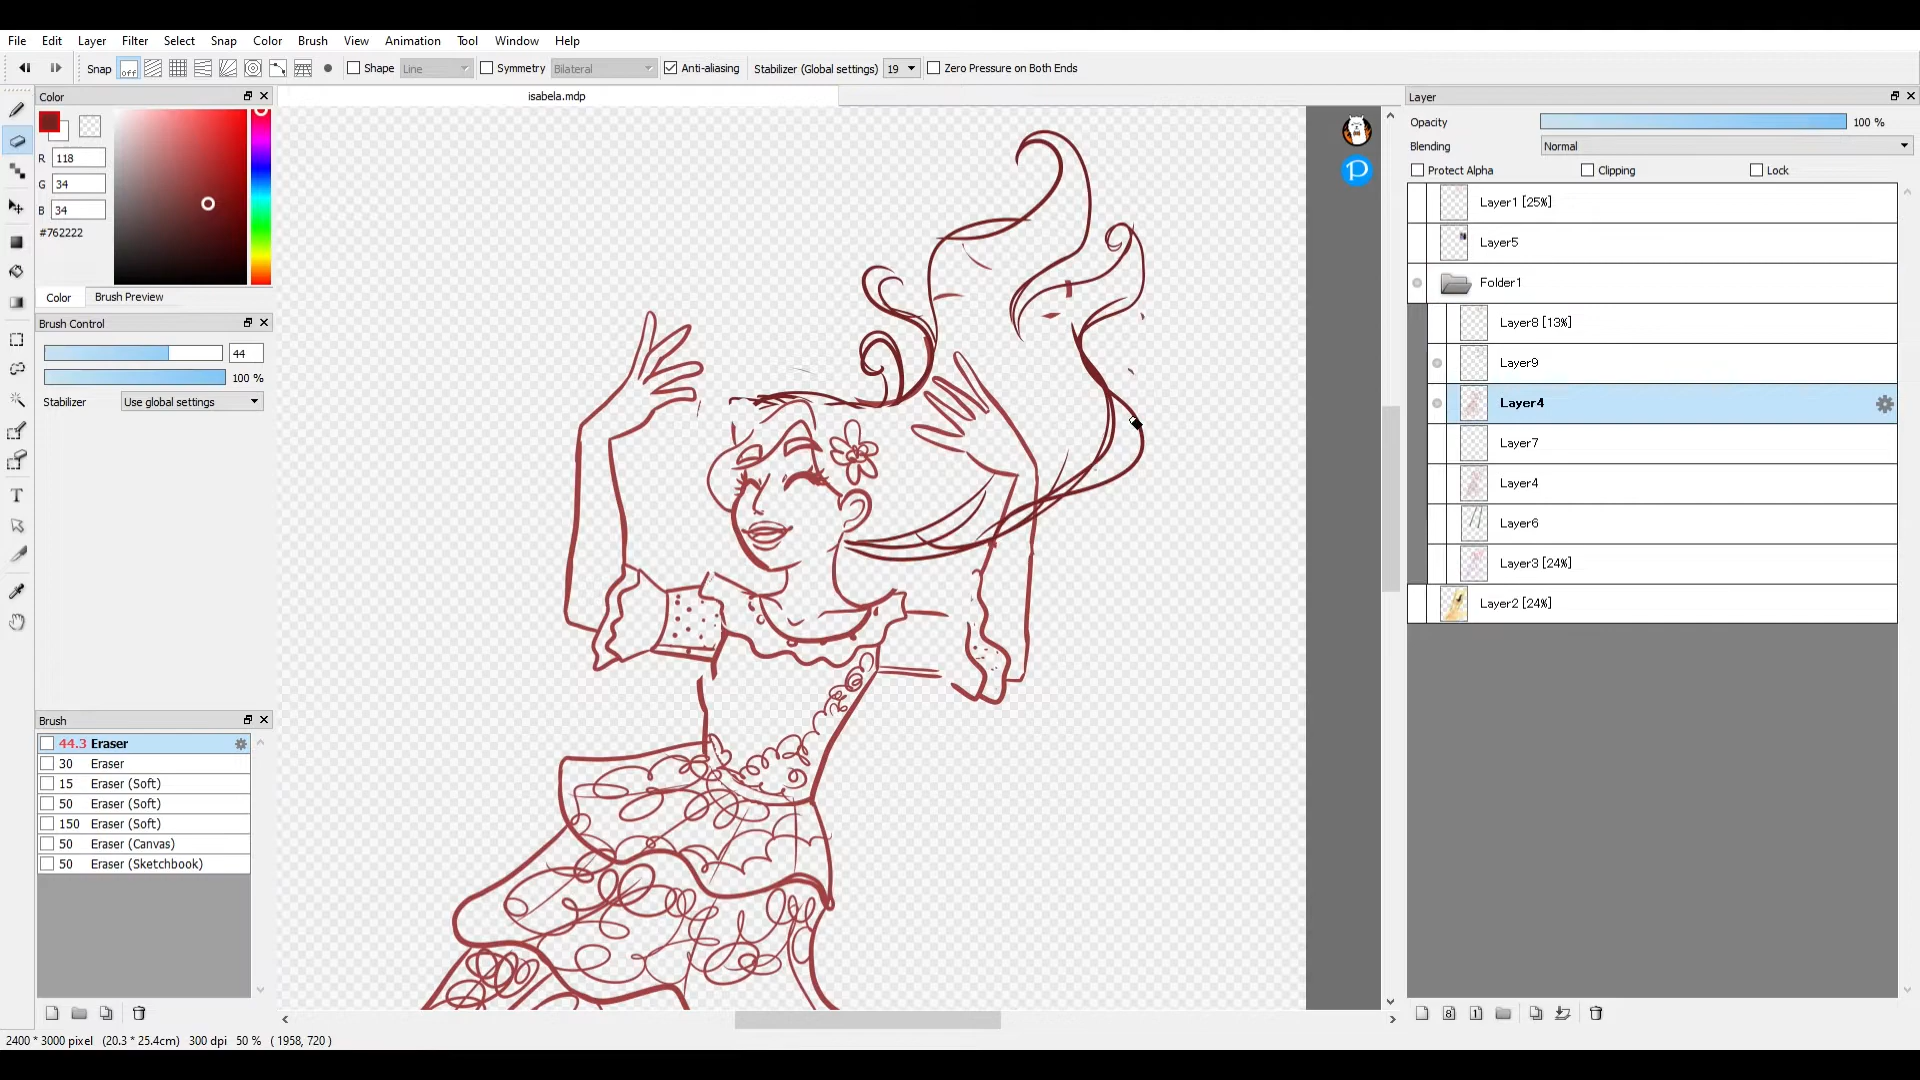 File Edit Layer Filter Select Snap Color Brush View Animation Tool Window Help
Snap off Shape Line Symmetry Bilateral Anti-aliasing Stabilizer (Global settings) 19 Zero Pressure on Both Ends
Color
isabela.mdp
R 118
G 34
B 34
#762222
Color Brush Preview
Brush Control
44
100 %
Stabilizer Use global settings
Brush
44.3 Eraser
30 Eraser
15 Eraser (Soft)
50 Eraser (Soft)
150 Eraser (Soft)
50 Eraser (Canvas)
50 Eraser (Sketchbook)
P
Layer
Opacity 100 %
Blending Normal
Protect Alpha Clipping Lock
Layer1 [25%]
Layer5
Folder1
Layer8 [13%]
Layer9
Layer4
Layer7
Layer4
Layer6
Layer3 [24%]
Layer2 [24%]
T
8 1
2400 * 3000 pixel (20.3 * 25.4cm) 300 dpi 50 % ( 1958, 720 )